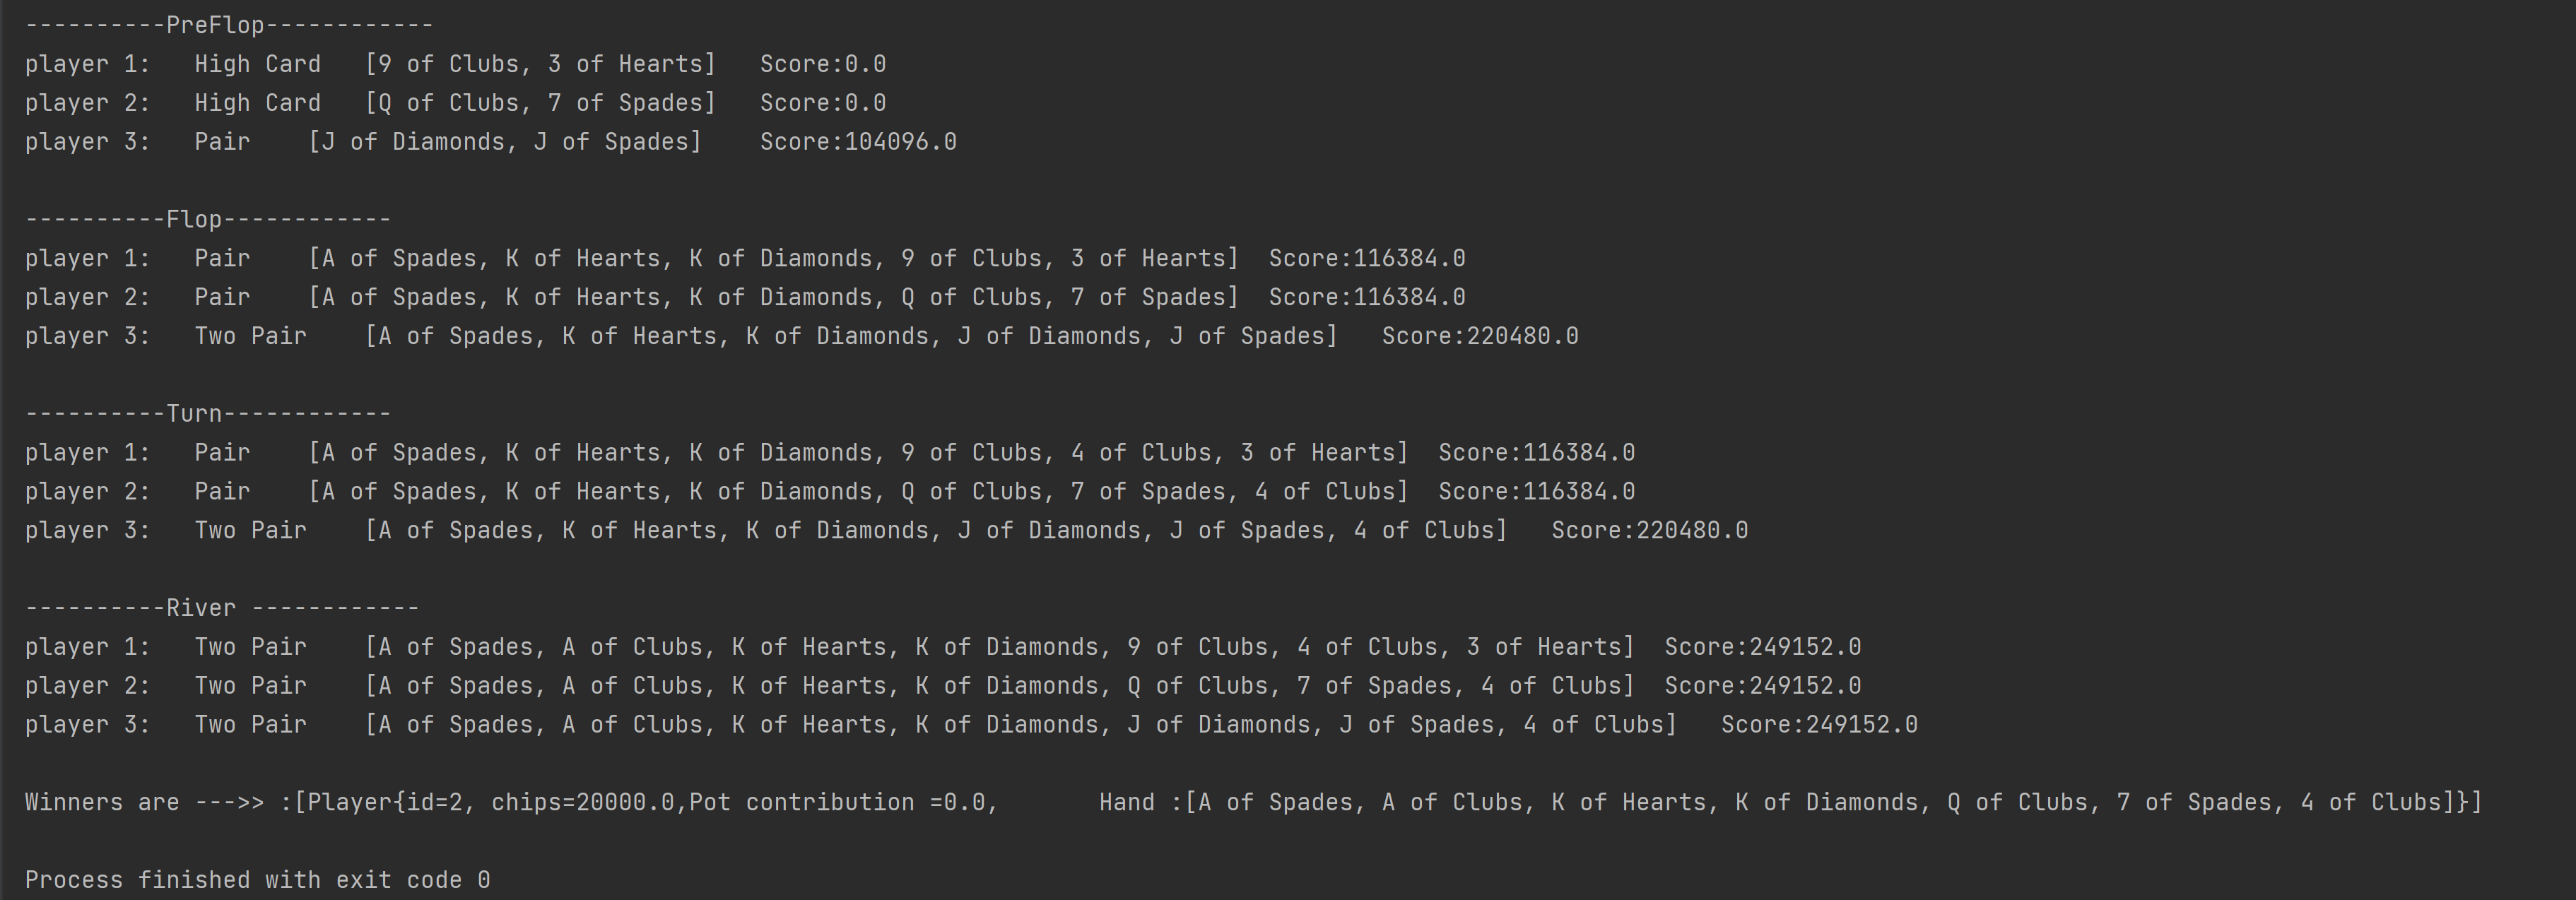 ----------PreFlop------------
player 1:   High Card   [9 of Clubs, 3 of Hearts]   Score:0.0
player 2:   High Card   [Q of Clubs, 7 of Spades]   Score:0.0
player 3:   Pair    [J of Diamonds, J of Spades]    Score:104096.0
----------Flop------------
player 1:   Pair    [A of Spades, K of Hearts, K of Diamonds, 9 of Clubs, 3 of Hearts]  Score:116384.0
player 2:   Pair    [A of Spades, K of Hearts, K of Diamonds, Q of Clubs, 7 of Spades]  Score:116384.0
player 3:   Two Pair    [A of Spades, K of Hearts, K of Diamonds, J of Diamonds, J of Spades]   Score:220480.0
----------Turn------------
player 1:   Pair    [A of Spades, K of Hearts, K of Diamonds, 9 of Clubs, 4 of Clubs, 3 of Hearts]  Score:116384.0
player 2:   Pair    [A of Spades, K of Hearts, K of Diamonds, Q of Clubs, 7 of Spades, 4 of Clubs]  Score:116384.0
player 3:   Two Pair    [A of Spades, K of Hearts, K of Diamonds, J of Diamonds, J of Spades, 4 of Clubs]   Score:220480.0
----------River ------------
player 1:   Two Pair    [A of Spades, A of Clubs, K of Hearts, K of Diamonds, 9 of Clubs, 4 of Clubs, 3 of Hearts]  Score:249152.0
player 2:   Two Pair    [A of Spades, A of Clubs, K of Hearts, K of Diamonds, Q of Clubs, 7 of Spades, 4 of Clubs]  Score:249152.0
player 3:   Two Pair    [A of Spades, A of Clubs, K of Hearts, K of Diamonds, J of Diamonds, J of Spades, 4 of Clubs]   Score:249152.0
Winners are --->> :[Player{id=2, chips=20000.0,Pot contribution =0.0,       Hand :[A of Spades, A of Clubs, K of Hearts, K of Diamonds, Q of Clubs, 7 of Spades, 4 of Clubs]}]
Process finished with exit code 0